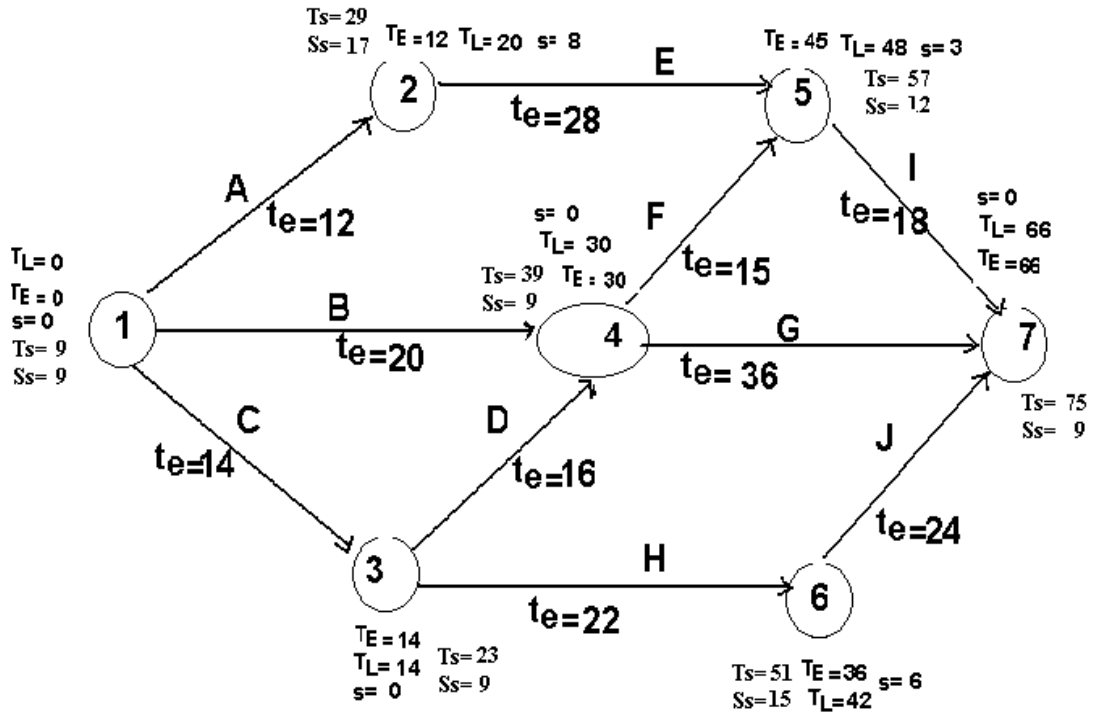 Ts= 29
Ss= 17
TE=12 TL=20 s= 8
2
E
te=28
TE=45 TL=48 s=3
5
Ts= 57
Ss= 12
A
te=12
I
te=18
s= 0
TL= 66
TE=66
F
te=15
s= 0
TL= 30
Ts= 39 TE=30
Ss= 9
TL=0
TE=0
s=0
Ts= 9
Ss= 9
1
B
te=20
4
G
te=36
7
Ts= 75
Ss= 9
C
te=14
D
te=16
J
te=24
3
H
te=22
6
TE=14
TL=14 Ts= 23
s= 0 Ss= 9
Ts=51 TE=36 s=6
Ss=15 TL=42